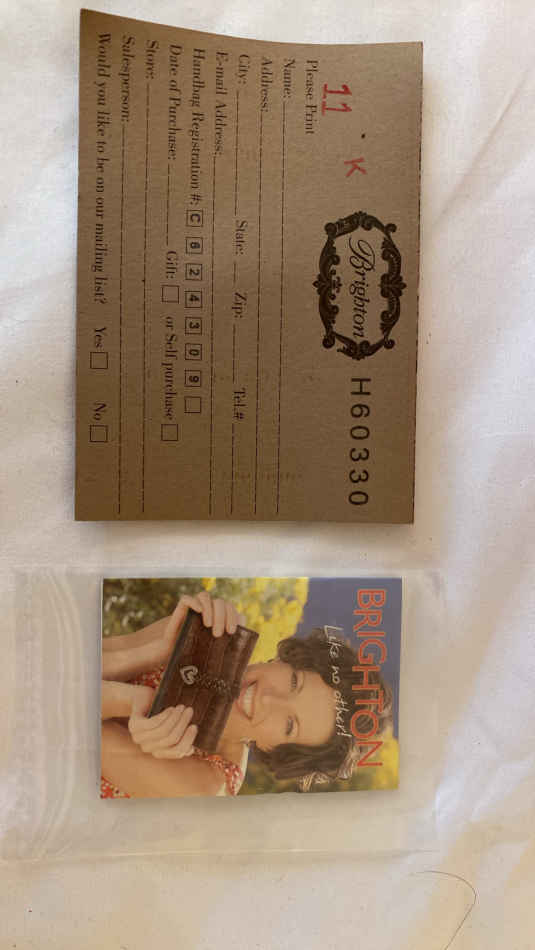 11 · K
Brighton
H60330
Please Print
Name:
Address:
City: State: Zip: Tel.#
E-mail Address:
Handbag Registration #: C 6 2 4 3 0 9
Date of Purchase: Gift: or Self purchase
Store:
Salesperson:
Would you like to be on our mailing list? Yes No
BRIGHTON
Like no other!